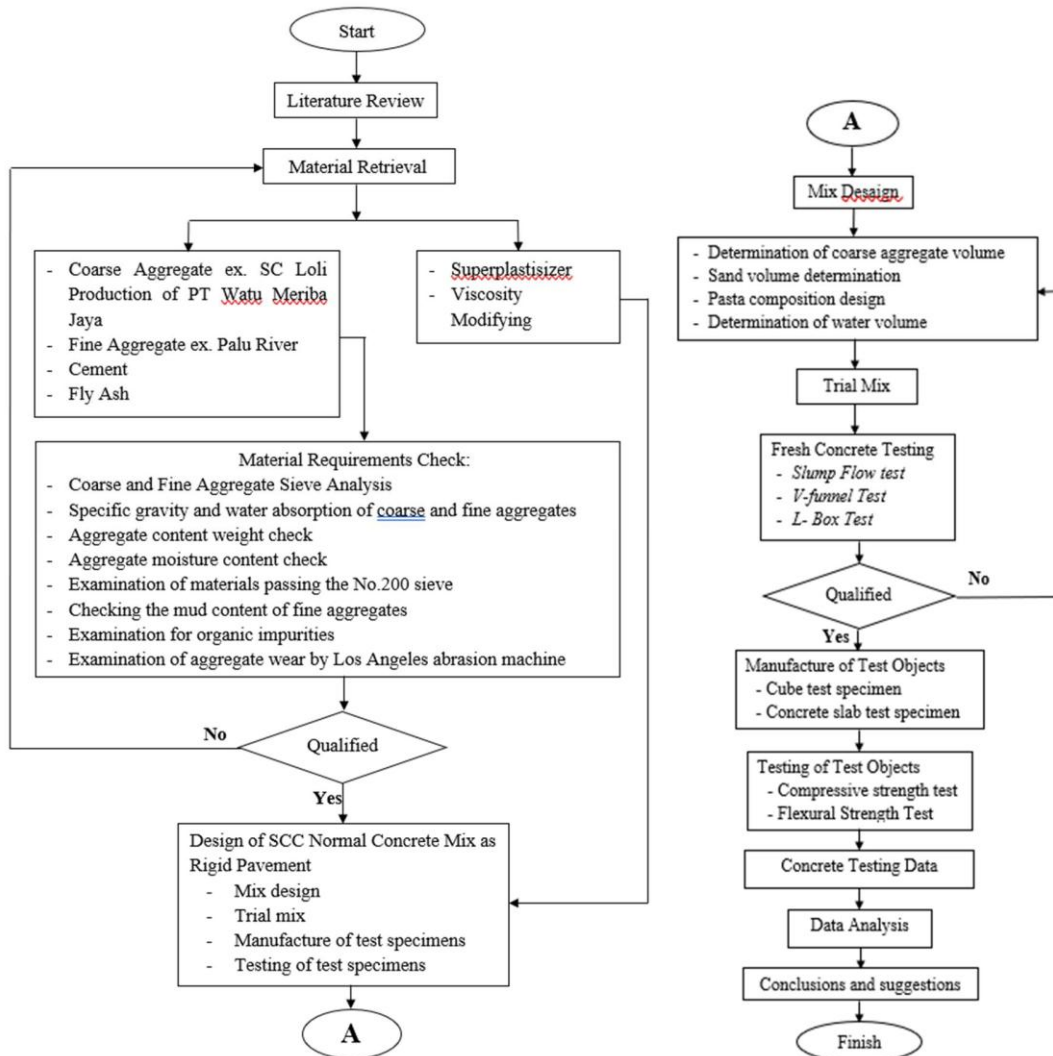 Start
Literature Review
Material Retrieval
- Coarse Aggregate ex. SC Loli
Production of PT Watu Meriba
Jaya
- Fine Aggregate ex. Palu River
- Cement
- Fly Ash
- Superplastisizer
- Viscosity
Modifying
Material Requirements Check:
- Coarse and Fine Aggregate Sieve Analysis
- Specific gravity and water absorption of coarse and fine aggregates
- Aggregate content weight check
- Aggregate moisture content check
- Examination of materials passing the No.200 sieve
- Checking the mud content of fine aggregates
- Examination for organic impurities
- Examination of aggregate wear by Los Angeles abrasion machine
No
Qualified
Yes
Design of SCC Normal Concrete Mix as
Rigid Pavement
- Mix design
- Trial mix
- Manufacture of test specimens
- Testing of test specimens
A
A
Mix Desaign
- Determination of coarse aggregate volume
- Sand volume determination
- Pasta composition design
- Determination of water volume
Trial Mix
Fresh Concrete Testing
- Slump Flow test
- V-funnel Test
- L- Box Test
No
Qualified
Yes
Manufacture of Test Objects
- Cube test specimen
- Concrete slab test specimen
Testing of Test Objects
- Compressive strength test
- Flexural Strength Test
Concrete Testing Data
Data Analysis
Conclusions and suggestions
Finish